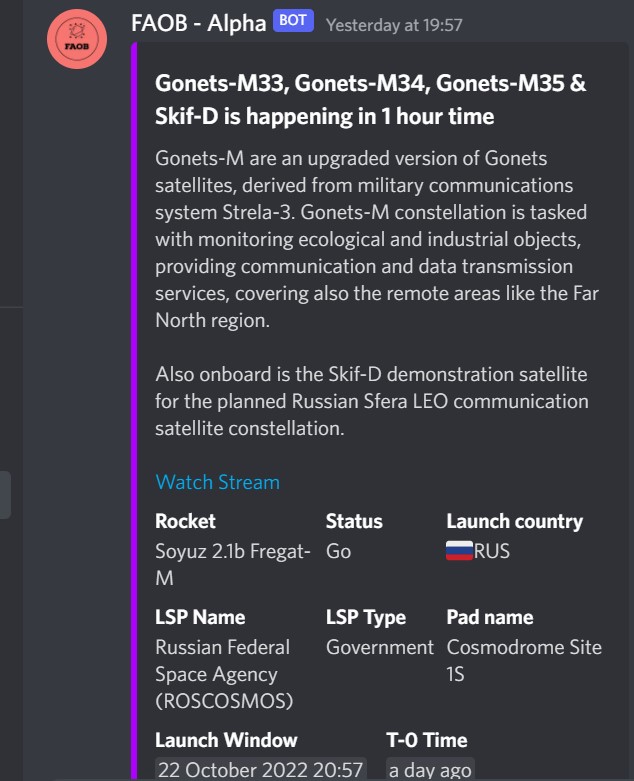 FAOB - Alpha BOT Yesterday at 19:57
FAOB
Gonets-M33, Gonets-M34, Gonets-M35 &
Skif-D is happening in 1 hour time
Gonets-M are an upgraded version of Gonets
satellites, derived from military communications
system Strela-3. Gonets-M constellation is tasked
with monitoring ecological and industrial objects,
providing communication and data transmission
services, covering also the remote areas like the Far
North region.
Also onboard is the Skif-D demonstration satellite
for the planned Russian Sfera LEO communication
satellite constellation.
Watch Stream
Rocket Status Launch country
Soyuz 2.1b Fregat- Go RUS
M
LSP Name LSP Type Pad name
Russian Federal Government Cosmodrome Site
Space Agency 1S
(ROSCOSMOS)
Launch Window T-0 Time
22 October 2022 20:57 a day ago